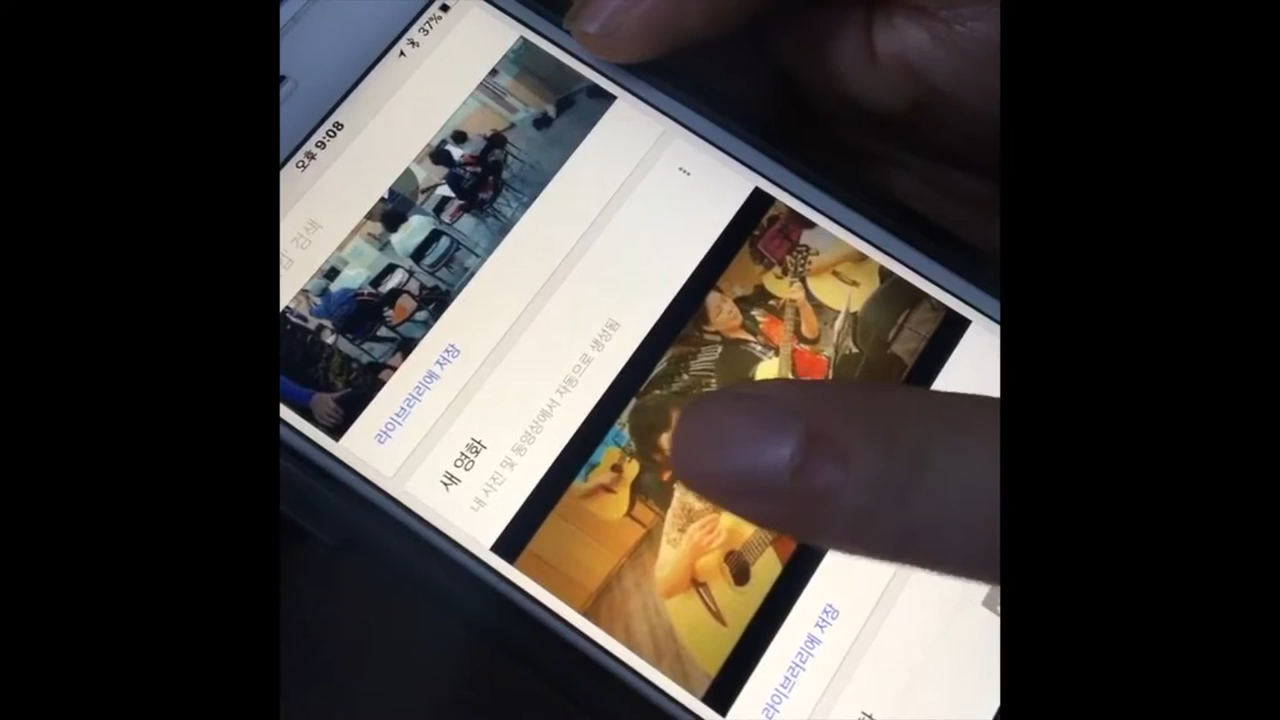 오후 9:08
37%
검색
라이브러리에 저장
새 영화
내 사진 및 동영상에서 자동으로 생성됨
라이브러리에 저장